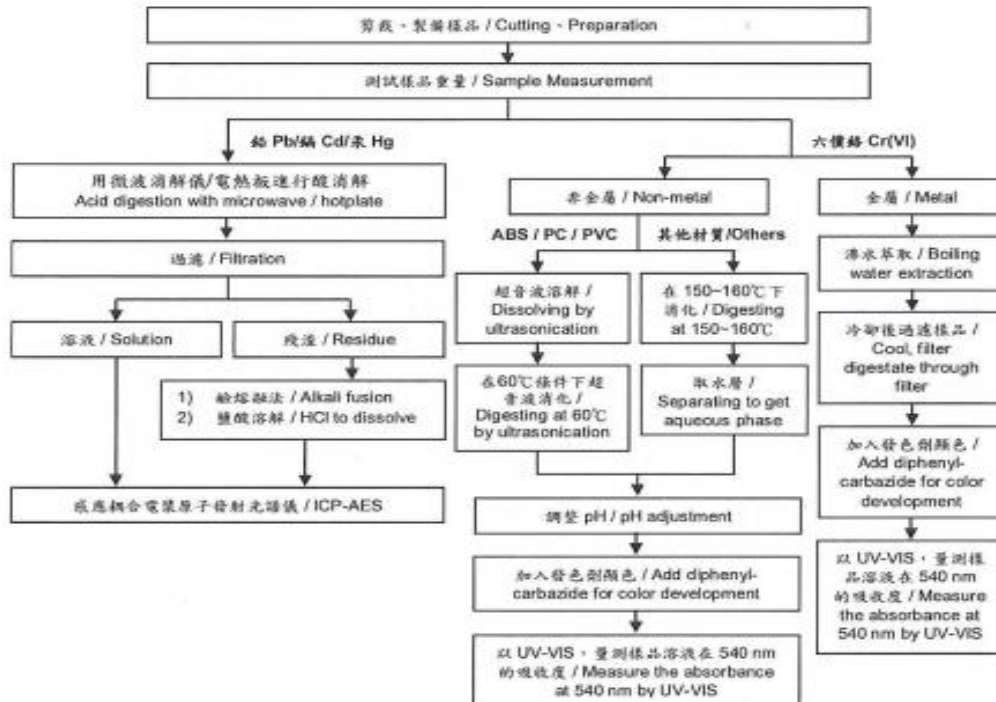 剪裁、製備樣品 / Cutting、Preparation
測試樣品重量 / Sample Measurement
鉛 Pb/鎘 Cd/汞 Hg
六價鉻 Cr(VI)
用微波消解儀/電熱板進行酸消解
Acid digestion with microwave / hotplate
過濾 / Filtration
溶液 / Solution
殘渣 / Residue
1) 鹼熔融法 / Alkali fusion
2) 鹽酸溶解 / HCl to dissolve
感應耦合電漿原子發射光譜儀 / ICP-AES
非金屬 / Non-metal
ABS / PC / PVC
其他材質/Others
超音波溶解 /
Dissolving by
ultrasonication
在60℃條件下超
音波消化 /
Digesting at 60℃
by ultrasonication
在 150~160℃下
消化 / Digesting
at 150~160℃
取水層 /
Separating to get
aqueous phase
調整 pH / pH adjustment
加入發色劑顯色 / Add diphenyl-
carbazide for color development
以 UV-VIS，量測樣品溶液在 540 nm
的吸收度 / Measure the absorbance
at 540 nm by UV-VIS
金屬 / Metal
沸水萃取 / Boiling
water extraction
冷卻後過濾樣品 /
Cool, filter
digestate through
filter
加入發色劑顯色 /
Add diphenyl-
carbazide for color
development
以 UV-VIS，量測樣
品溶液在 540 nm
的吸收度 / Measure
the absorbance at
540 nm by UV-VIS